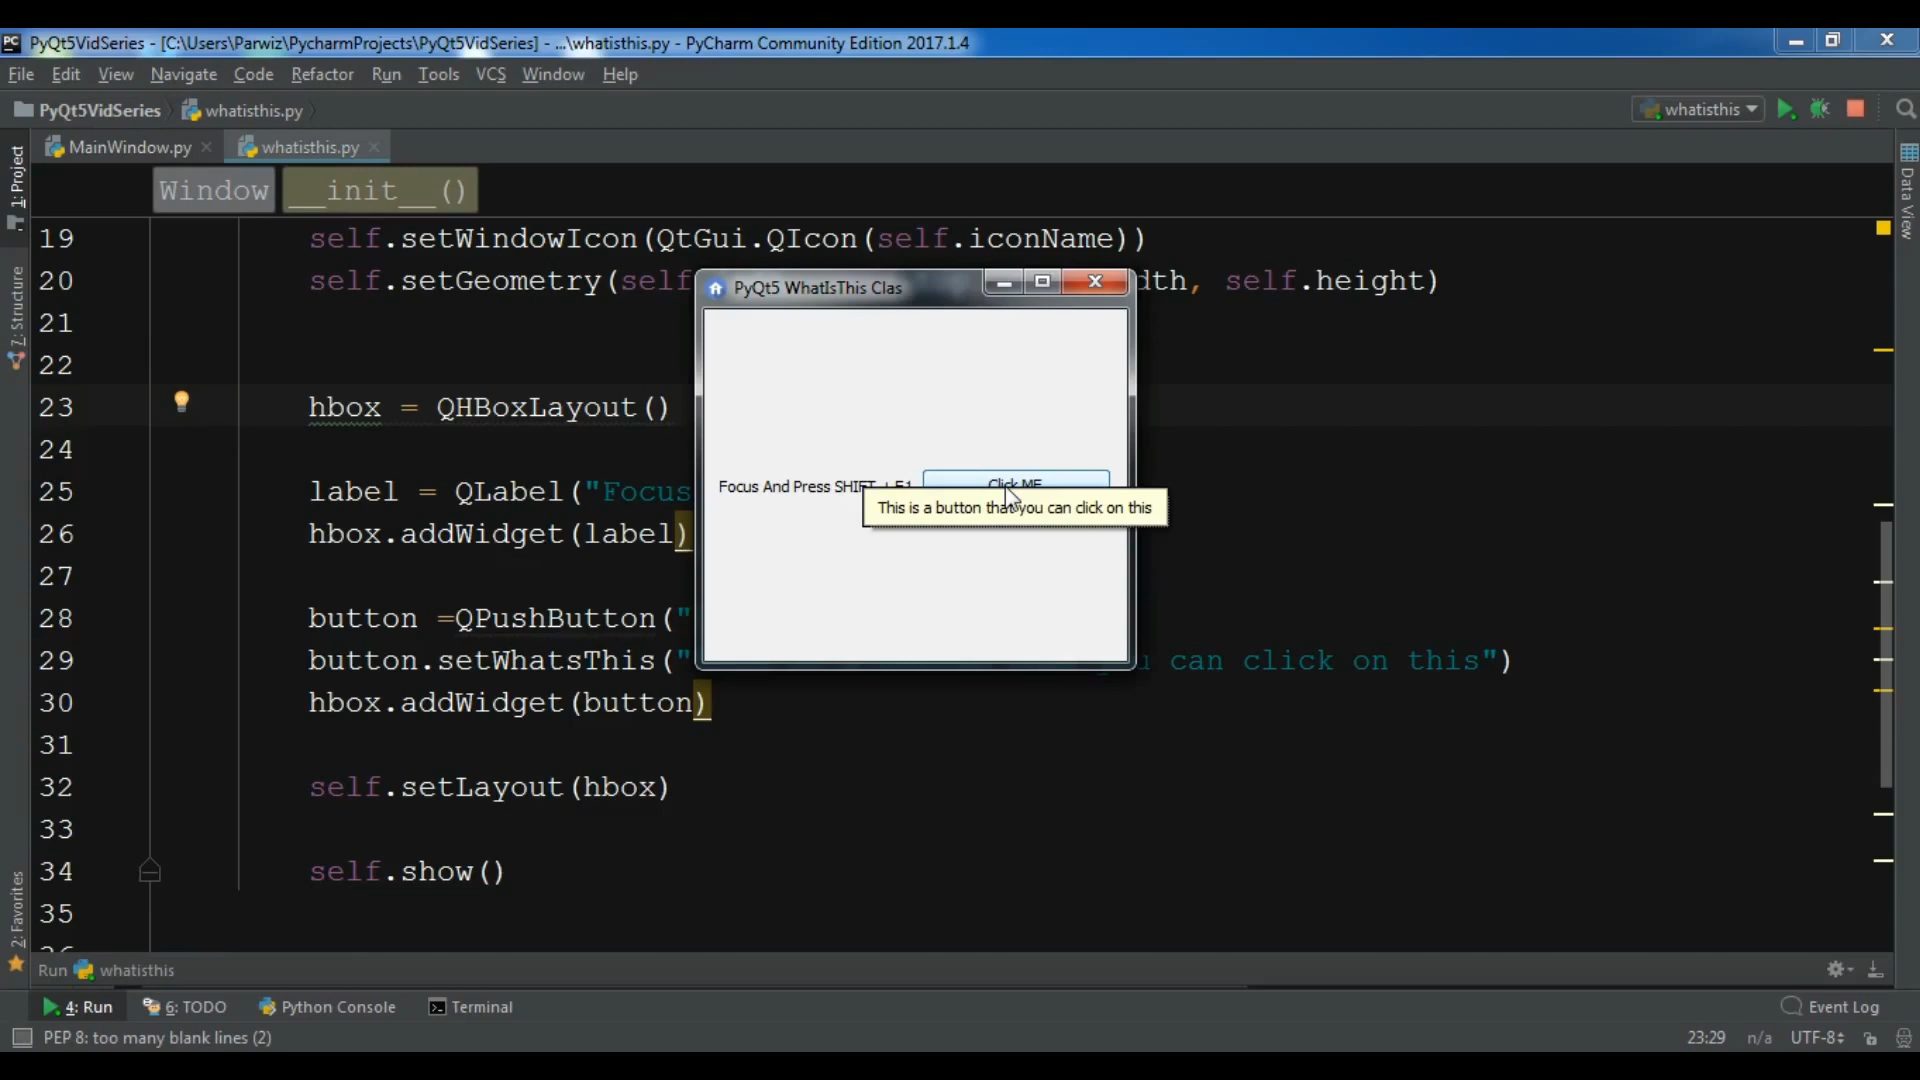 PyQt5VidSeries - [C:\Users\Parwiz\PycharmProjects\PyQt5VidSeries] - ...\whatisthis.py - PyCharm Community Edition 2017.1.4
File Edit View Navigate Code Refactor Run Tools VCS Window Help
PyQt5VidSeries whatisthis.py whatisthis
MainWindow.py whatisthis.py
1: Project
7: Structure
2: Favorites
Data View
Window __init__()
19 self.setWindowIcon(QtGui.QIcon(self.iconName))
20 self.setGeometry(self dth, self.height)
21
22
23 hbox = QHBoxLayout()
24
25 label = QLabel("Focus
26 hbox.addWidget(label)
27
28 button =QPushButton("
29 button.setWhatsThis(" can click on this")
30 hbox.addWidget(button)
31
32 self.setLayout(hbox)
33
34 self.show()
35
PyQt5 WhatIsThis Clas
Focus And Press SHIFT + F1 Click ME
This is a button that you can click on this
Run whatisthis
4: Run 6: TODO Python Console Terminal Event Log
PEP 8: too many blank lines (2) 23:29 n/a UTF-8